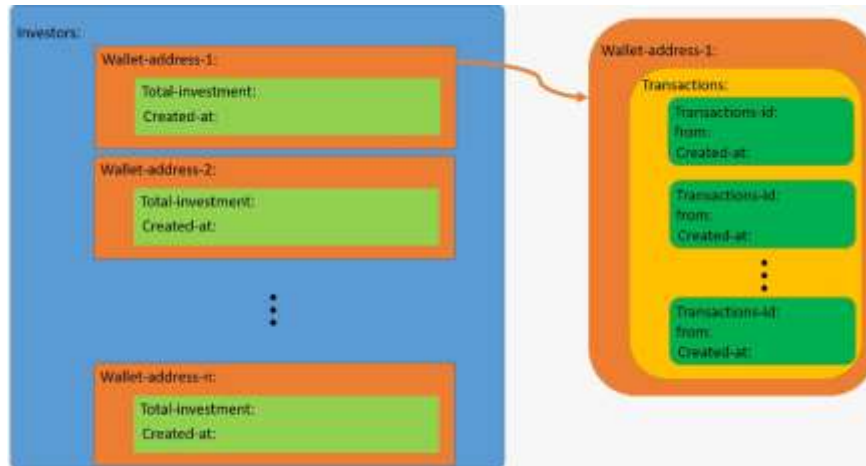 Investors:
Wallet-address-1:
Total-investment:
Created-at:
Wallet-address-2:
Total-investment:
Created-at:
Wallet-address-n:
Total-investment:
Created-at:
Wallet-address-1:
Transactions:
Transactions-id:
from:
Created-at:
Transactions-id:
from:
Created-at:
Transactions-id:
from:
Created-at: